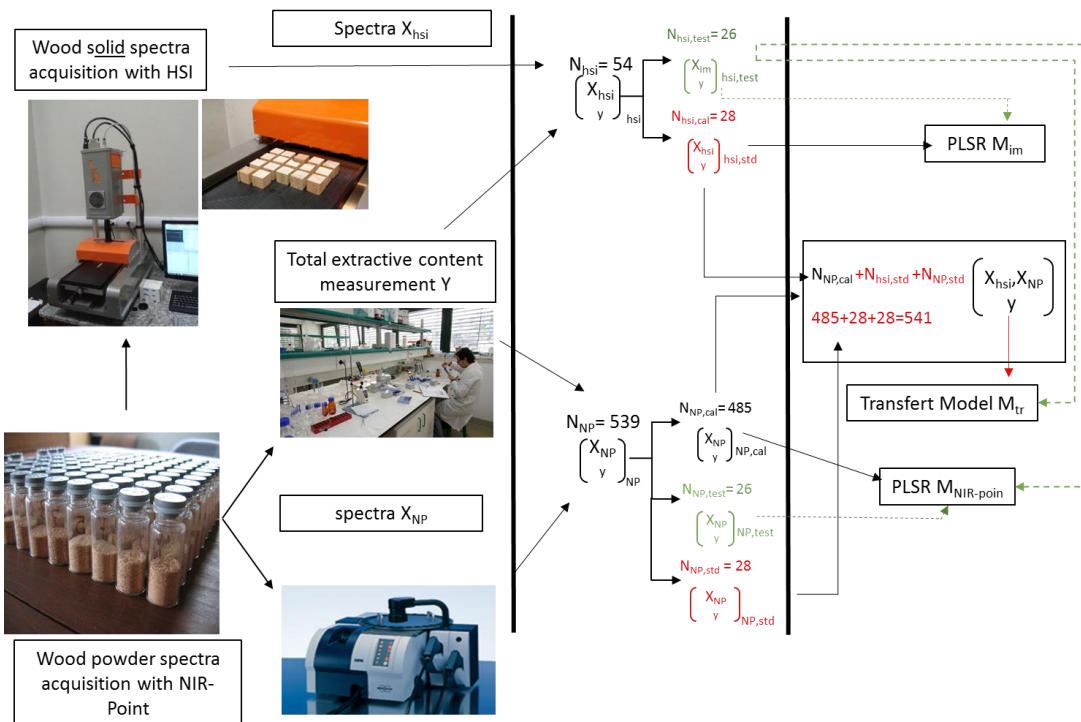 Wood solid spectra
acquisition with HSI
Spectra Xhsi
Total extractive content
measurement Y
spectra XNP
Wood powder spectra
acquisition with NIR-
Point
Nhsi= 54
(Xhsi
y)hsi
Nhsi,test= 26
(Xim
y)hsi,test
Nhsi,cal = 28
(Xhsi
y)hsi,std
NNP = 539
(XNP
y)NP
NNP,cal = 485
(XNP
y)NP,cal
NNP,test = 26
(XNP
y)NP,test
NNP,std = 28
(XNP
y)NP,std
PLSR Mim
NNP,cal +Nhsi,std +NNP,std
485+28+28=541
(Xhsi,XNP
y)
Transfert Model Mtr
PLSR MNIR-poin